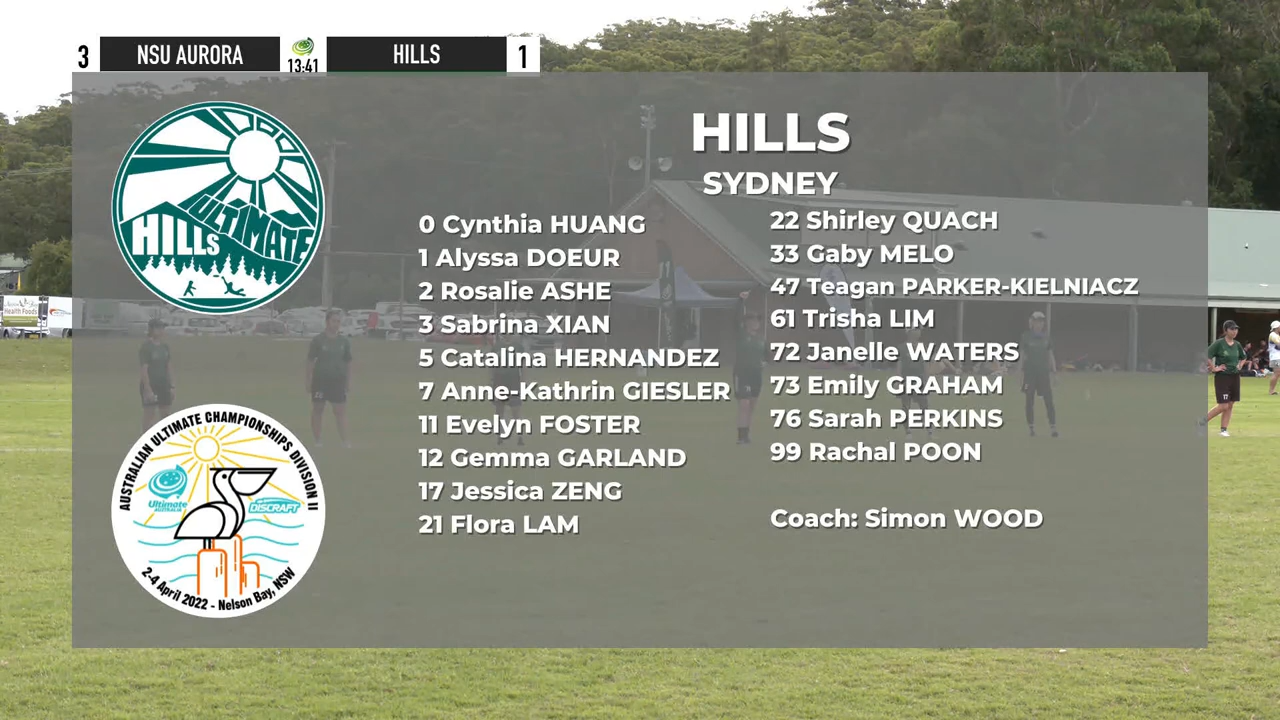 3 NSU AURORA 13:41 HILLS 1
HILLS
SYDNEY
0 Cynthia HUANG
1 Alyssa DOEUR
2 Rosalie ASHE
3 Sabrina XIAN
5 Catalina HERNANDEZ
7 Anne-Kathrin GIESLER
11 Evelyn FOSTER
12 Gemma GARLAND
17 Jessica ZENG
21 Flora LAM
22 Shirley QUACH
33 Gaby MELO
47 Teagan PARKER-KIELNIACZ
61 Trisha LIM
72 Janelle WATERS
73 Emily GRAHAM
76 Sarah PERKINS
99 Rachal POON
Coach: Simon WOOD
HILLS ULTIMATE
AUSTRALIAN ULTIMATE CHAMPIONSHIPS DIVISION II
Ultimate
AUSTRALIA
DISCRAFT
2-4 April 2022 - Nelson Bay, NSW
Health Foods
17